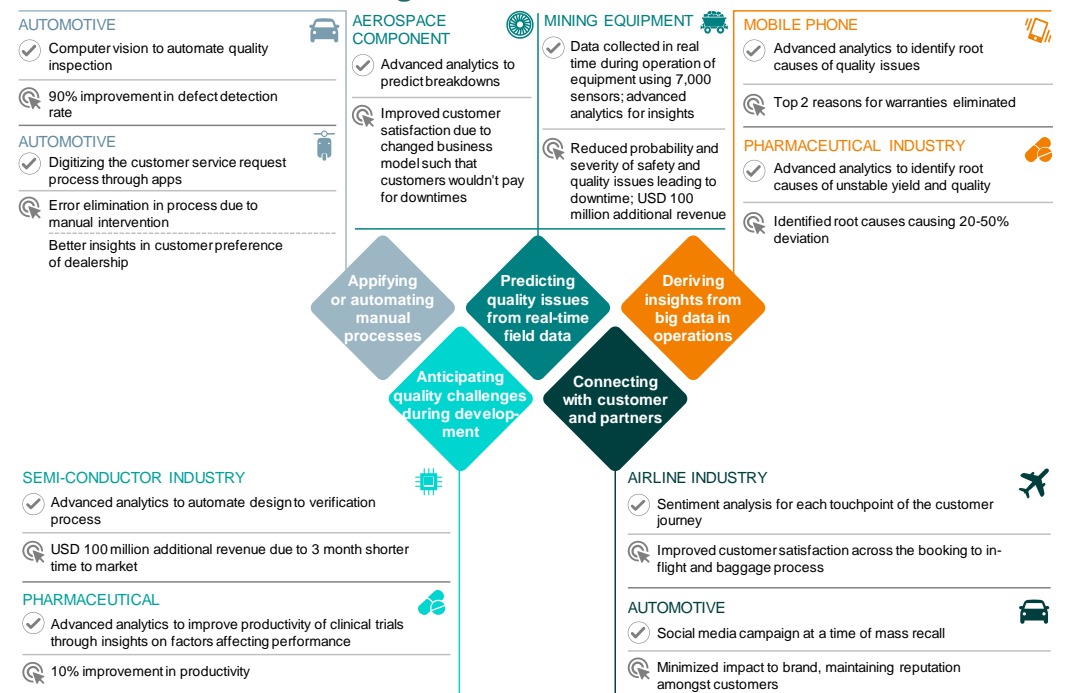 AUTOMOTIVE
Computer vision to automate quality
inspection
90% improvement in defect detection
rate
AUTOMOTIVE
Digitizing the customer service request
process through apps
Error elimination in process due to
manual intervention
Better insights in customer preference
of dealership
AEROSPACE
COMPONENT
Advanced analytics to
predict breakdowns
Improved customer
satisfaction due to
changed business
model such that
customers wouldn't pay
for downtimes
MINING EQUIPMENT
Data collected in real
time during operation of
equipment using 7,000
sensors; advanced
analytics for insights
Reduced probability and
severity of safety and
quality issues leading to
downtime; USD 100
million additional revenue
MOBILE PHONE
Advanced analytics to identify root
causes of quality issues
Top 2 reasons for warranties eliminated
PHARMACEUTICAL INDUSTRY
Advanced analytics to identify root
causes of unstable yield and quality
Identified root causes causing 20-50%
deviation
Appifying
or automating
manual
processes
Predicting
quality issues
from real-time
field data
Deriving
insights from
big data in
operations
Anticipating
quality challenges
during develop-
ment
Connecting
with customer
and partners
SEMI-CONDUCTOR INDUSTRY
Advanced analytics to automate design to verification
process
USD 100 million additional revenue due to 3 month shorter
time to market
PHARMACEUTICAL
Advanced analytics to improve productivity of clinical trials
through insights on factors affecting performance
10% improvement in productivity
AIRLINE INDUSTRY
Sentiment analysis for each touchpoint of the customer
journey
Improved customer satisfaction across the booking to in-
flight and baggage process
AUTOMOTIVE
Social media campaign at a time of mass recall
Minimized impact to brand, maintaining reputation
amongst customers